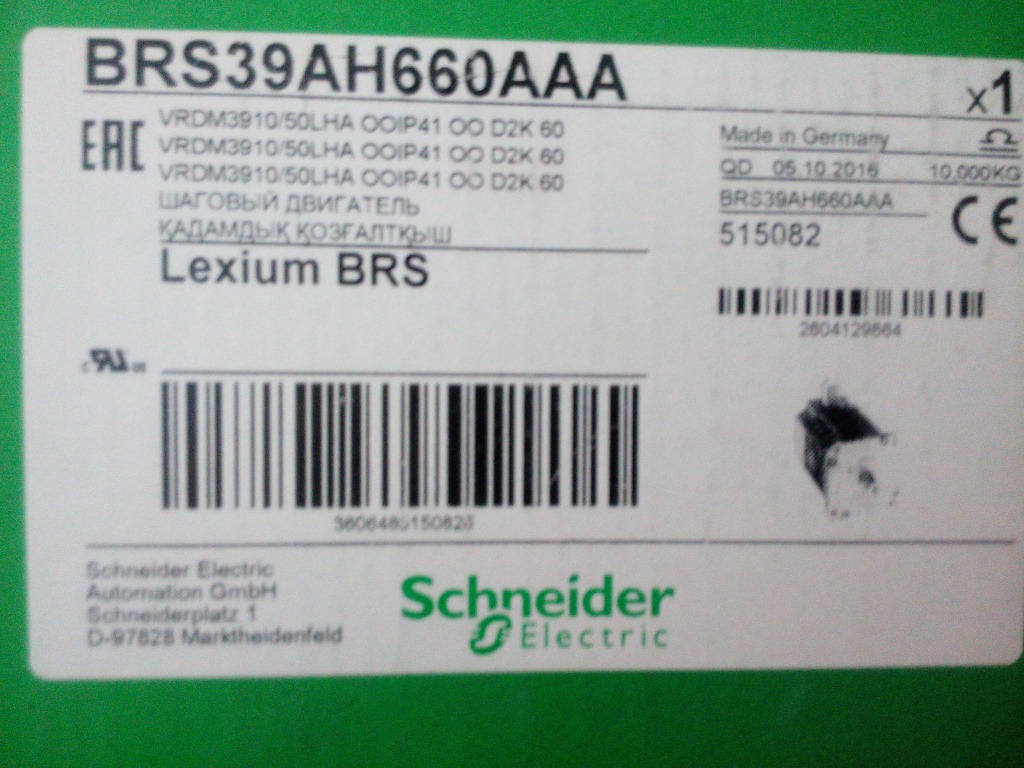 BRS39AH660AAA
x1
EAC
VRDM3910/50LHA OOIP41 OO D2K 60
VRDM3910/50LHA OOIP41 OO D2K 60
VRDM3910/50LHA OOIP41 OO D2K 60
ШАГОВЫЙ ДВИГАТЕЛЬ
ҚАДАМДЫҚ ҚОЗҒАЛТҚЫШ
Lexium BRS
Made in Germany
QD 05.10.2016 10,000KG
BRS39AH660AAA
515082
CE
2604129864
Schneider Electric
Automation GmbH
Schneiderplatz 1
D-97828 Marktheidenfeld
Schneider
Electric